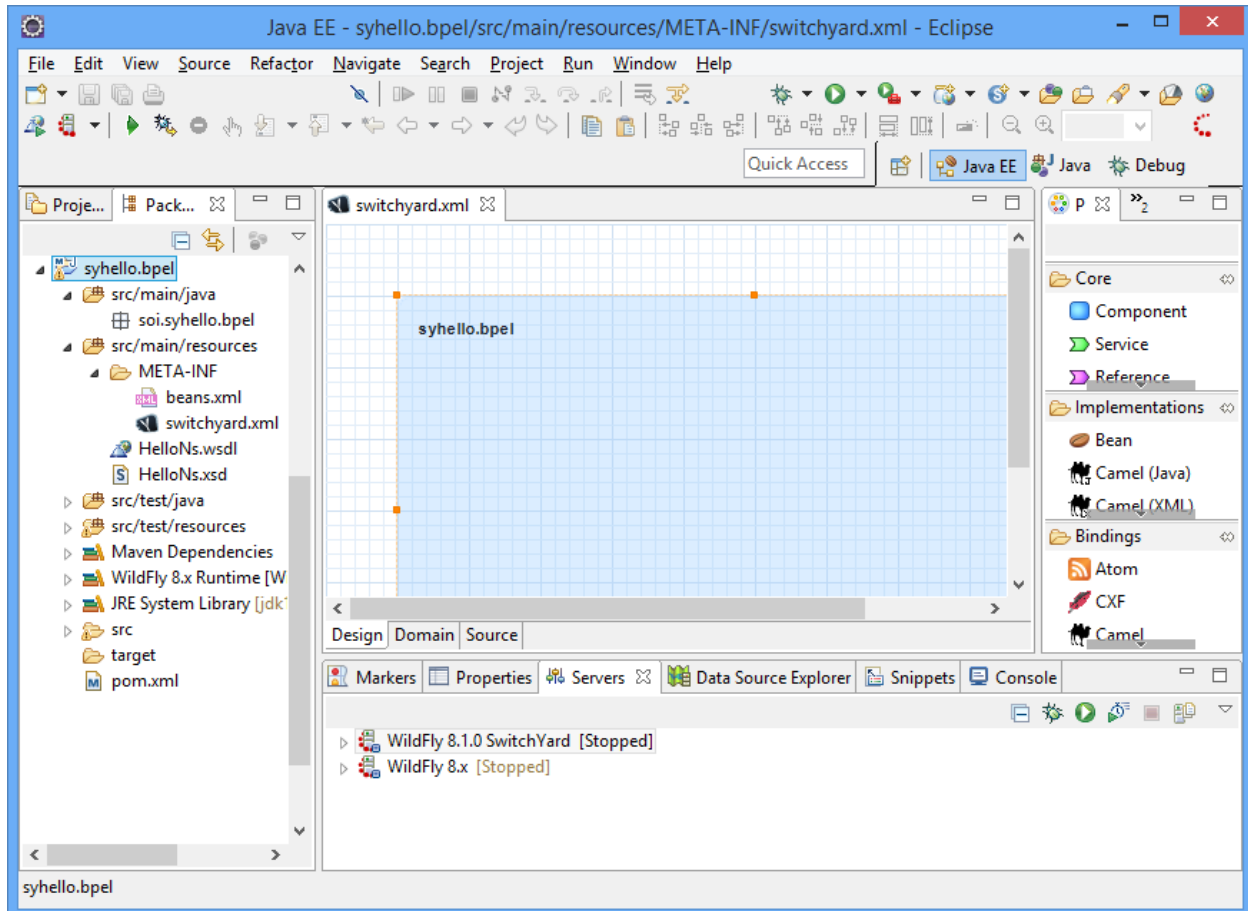 Java EE - syhello.bpel/src/main/resources/META-INF/switchyard.xml - Eclipse
File Edit View Source Refactor Navigate Search Project Run Window Help
Quick Access Java EE Java Debug
Proje... Pack...
syhello.bpel
src/main/java
soi.syhello.bpel
src/main/resources
META-INF
beans.xml
switchyard.xml
HelloNs.wsdl
HelloNs.xsd
src/test/java
src/test/resources
Maven Dependencies
WildFly 8.x Runtime [W
JRE System Library [jdk
src
target
pom.xml
switchyard.xml
syhello.bpel
Design Domain Source
P »2
Core
Component
Service
Reference
Implementations
Bean
Camel (Java)
Camel (XML)
Bindings
Atom
CXF
Camel
Markers Properties Servers Data Source Explorer Snippets Console
WildFly 8.1.0 SwitchYard [Stopped]
WildFly 8.x [Stopped]
syhello.bpel